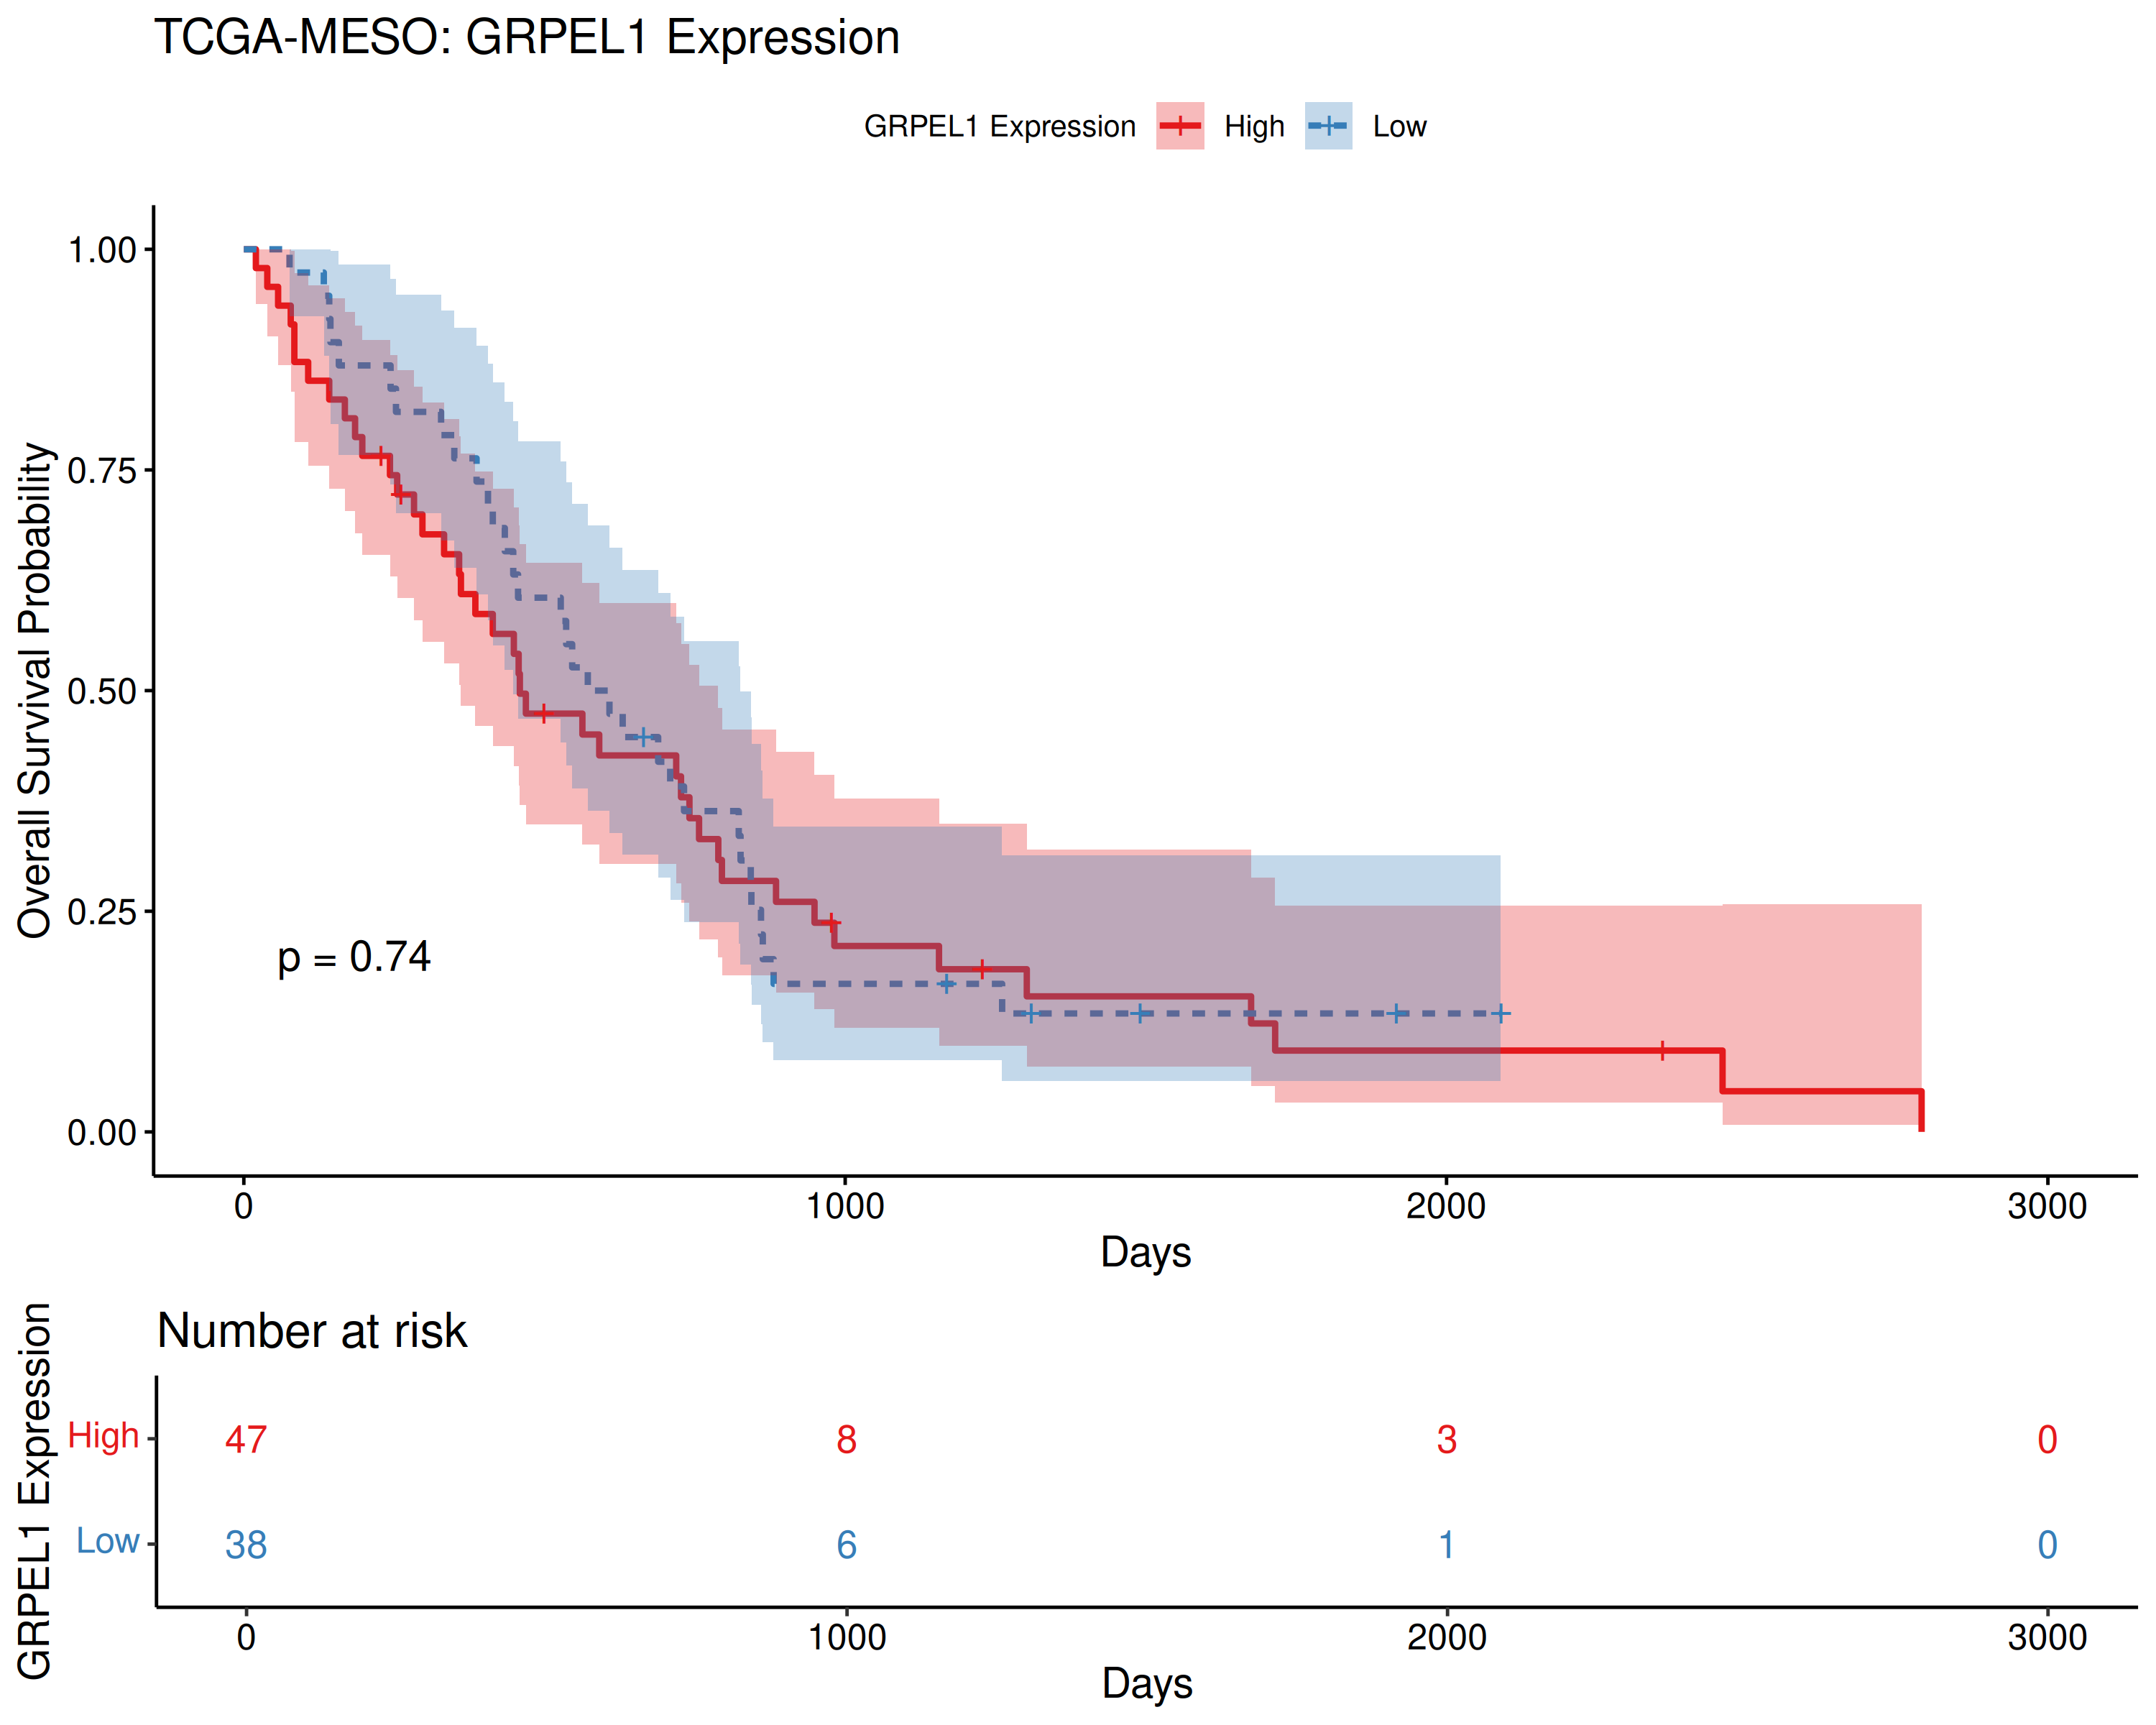 TCGA-MESO: GRPEL1 Expression
GRPEL1 Expression High Low
Overall Survival Probability
1.00
0.75
0.50
0.25
0.00
p = 0.74
0 1000 2000 3000
Days
Number at risk
GRPEL1 Expression
High 47 8 3 0
Low 38 6 1 0
0 1000 2000 3000
Days